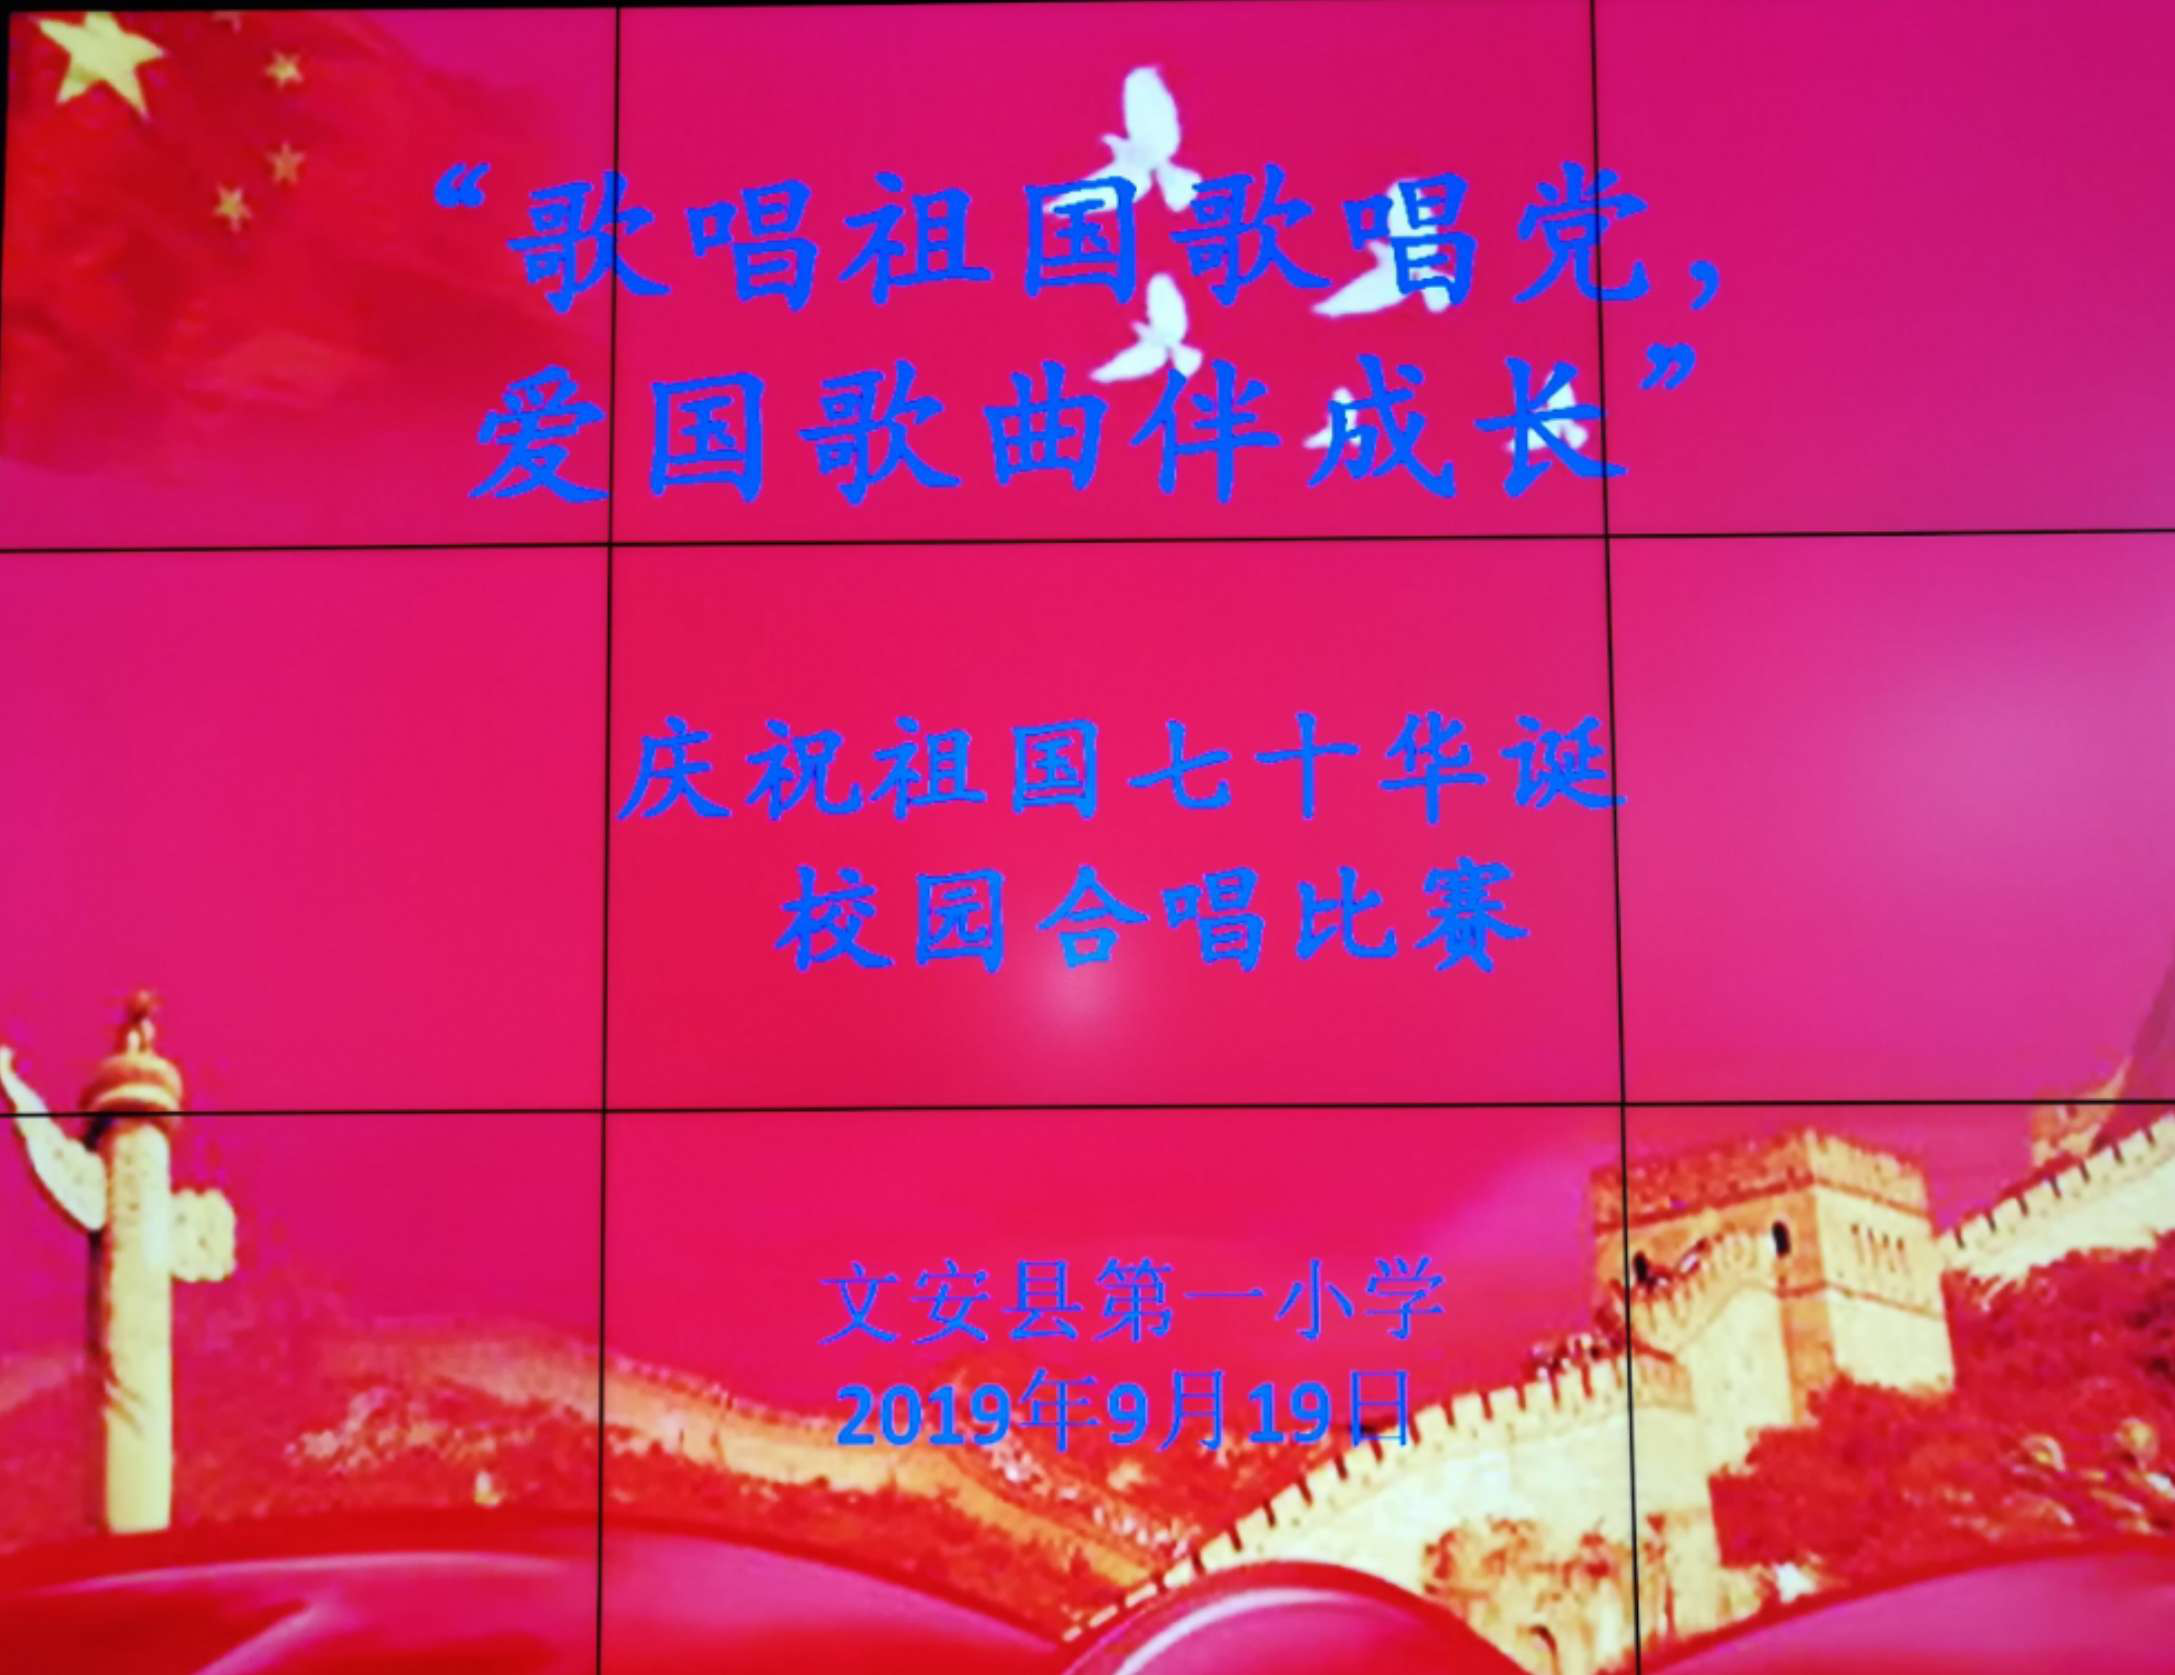 “歌唱祖国歌唱党，
爱国歌曲伴成长”
庆祝祖国七十华诞
校园合唱比赛
文安县第一小学
2019年9月19日